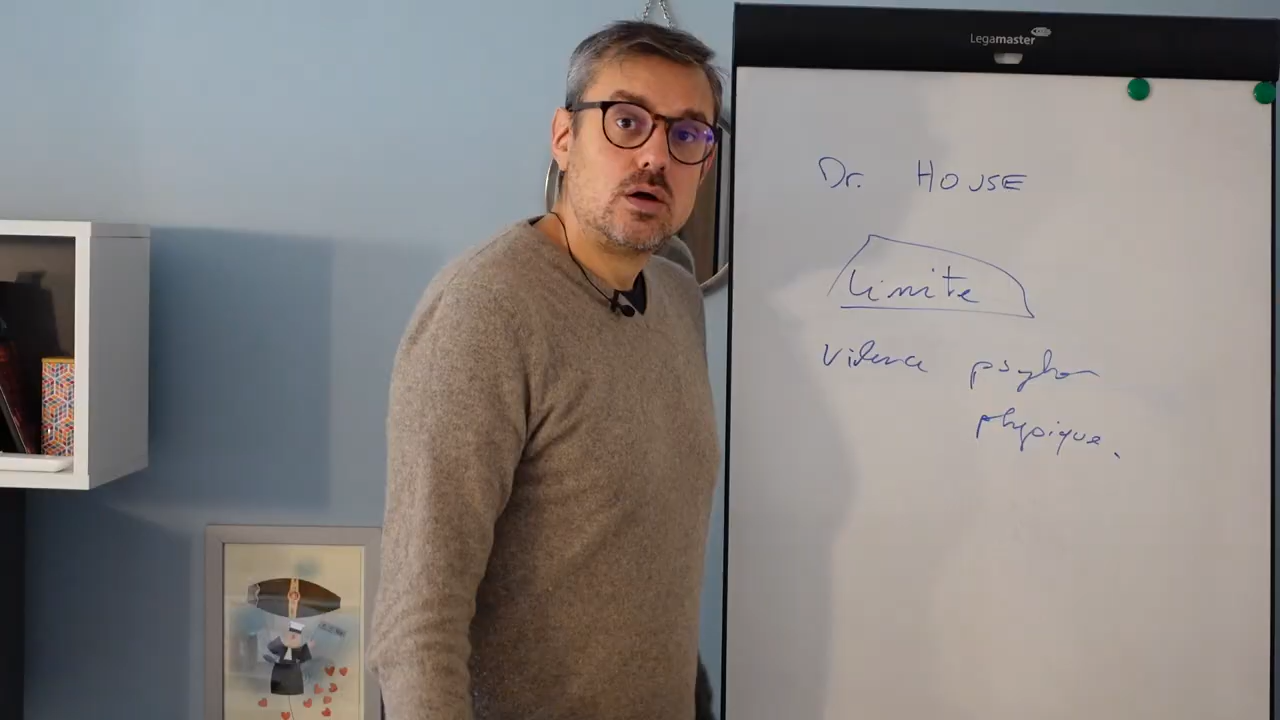 Legamaster
Dr. HOUSE
Limite
Violence psycho
physique.